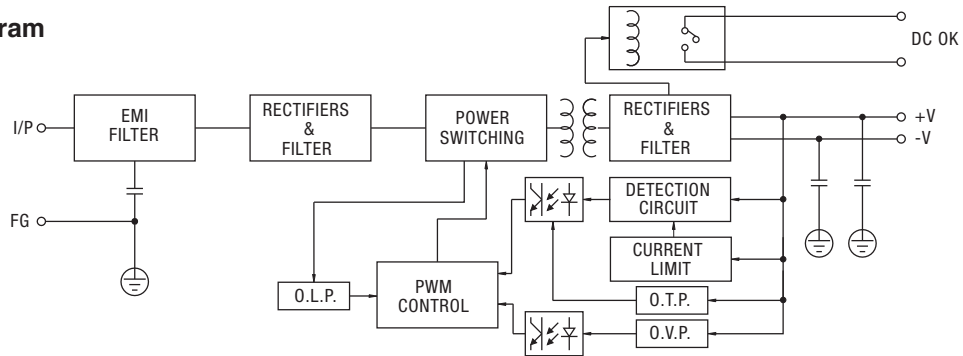 ram
DC OK
I/P
EMI
FILTER
RECTIFIERS
&
FILTER
POWER
SWITCHING
RECTIFIERS
&
FILTER
+V
-V
FG
DETECTION
CIRCUIT
CURRENT
LIMIT
O.L.P.
PWM
CONTROL
O.T.P.
O.V.P.